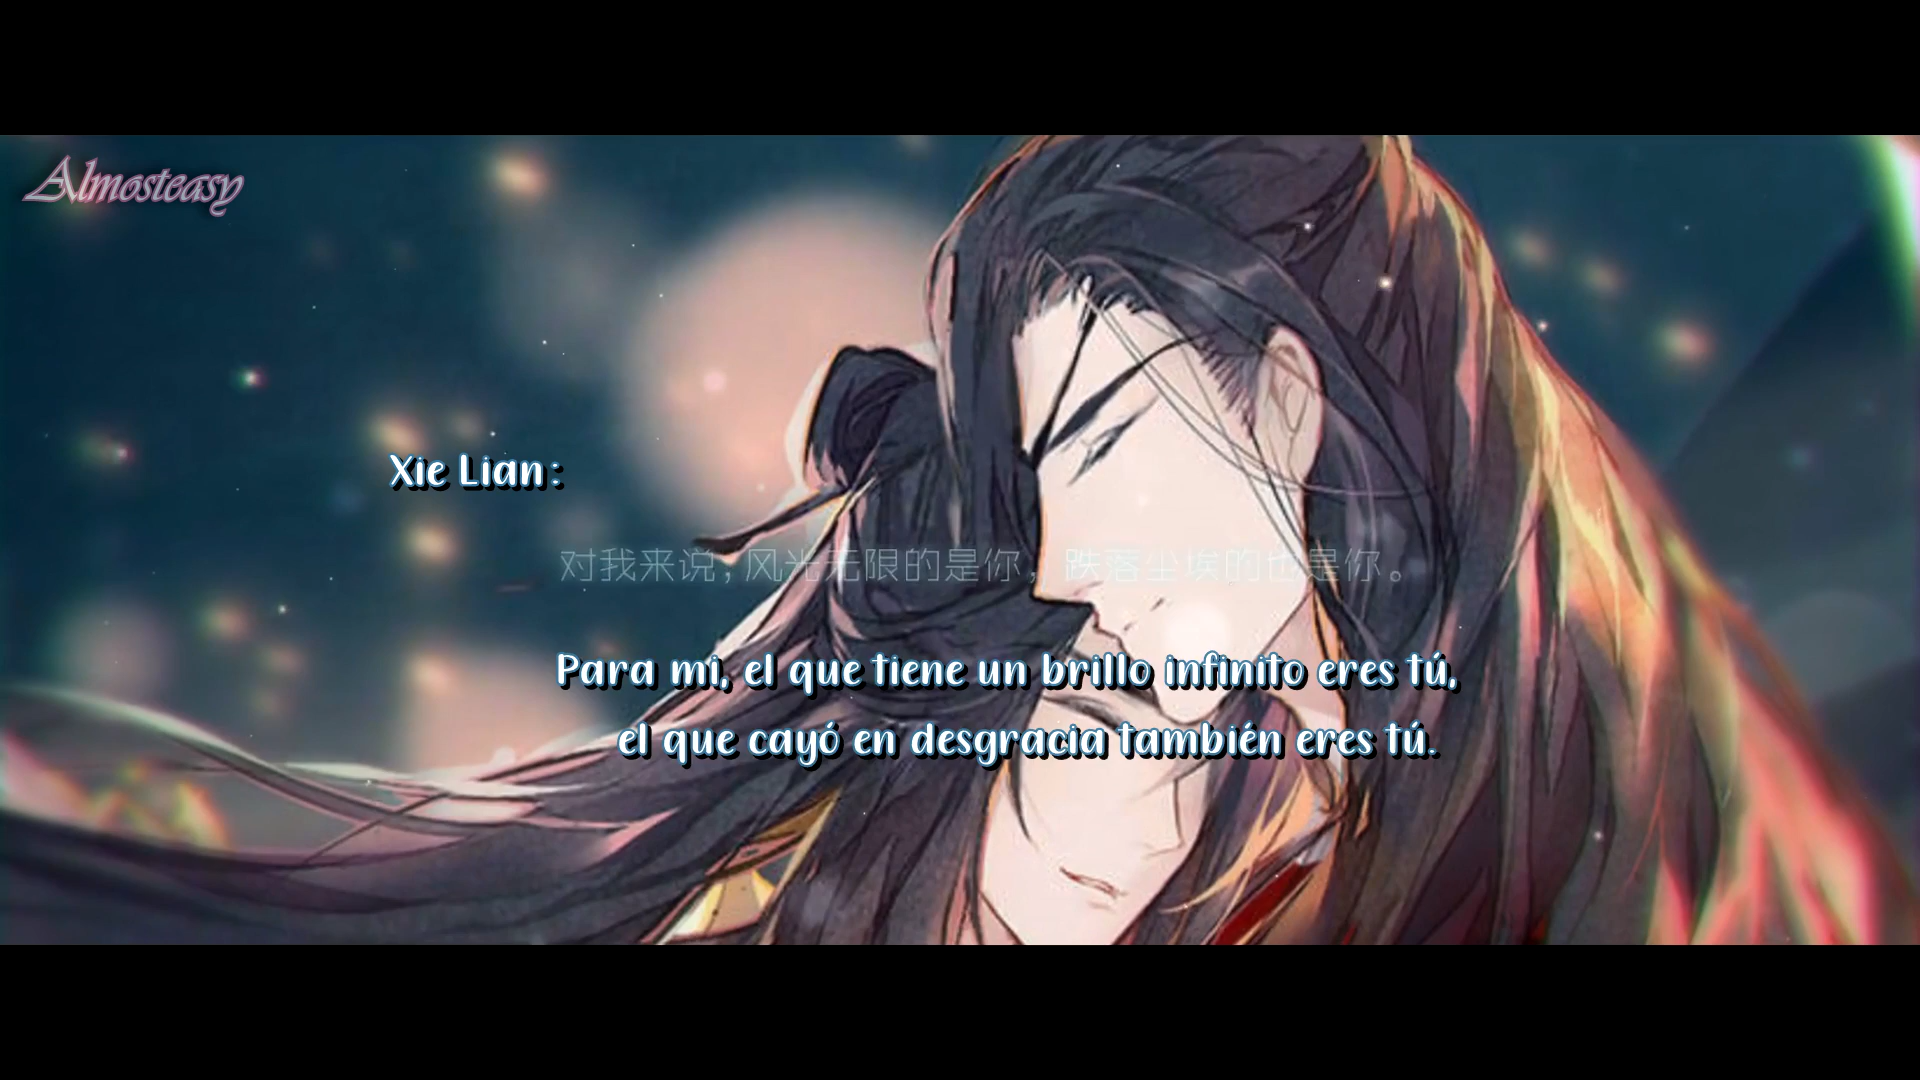 Almosteasy
Xie Lian:
对我来说,风光无限的是你，跌落尘埃的也是你。
Para mi, el que tiene un brillo infinito eres tú,
el que cayó en desgracia también eres tú.